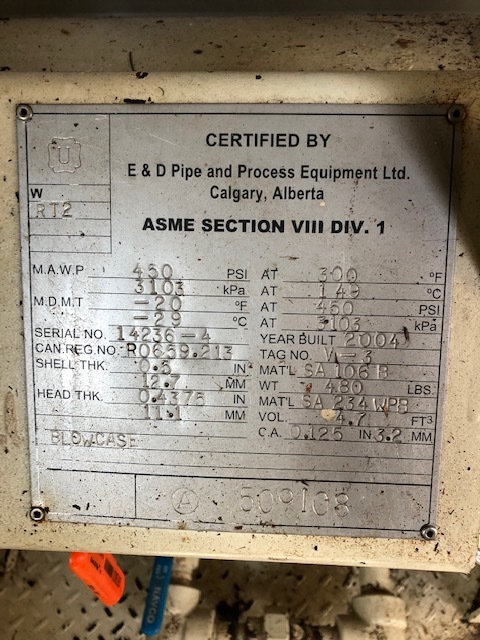 U
CERTIFIED BY
E & D Pipe and Process Equipment Ltd.
Calgary, Alberta
W
RT2
ASME SECTION VIII DIV. 1
M.A.W.P. 450 PSI AT 300 °F
3103 kPa AT 149 °C
M.D.M.T -20 °F AT 450 PSI
-29 °C AT 3103 kPa
SERIAL NO. 14236-4 YEAR BUILT 2004
CAN.REG.NO. R0639.213 TAG NO. V-3
SHELL THK. 0.5 IN MAT'L SA 106 B
12.7 MM WT 480 LBS.
HEAD THK. 0.4375 IN MAT'L SA 234 WPB
11.1 MM VOL. 4.7 FT³
C.A. 0.125 IN 3.2 MM
BLOWCASE
A 509108
NAVCO